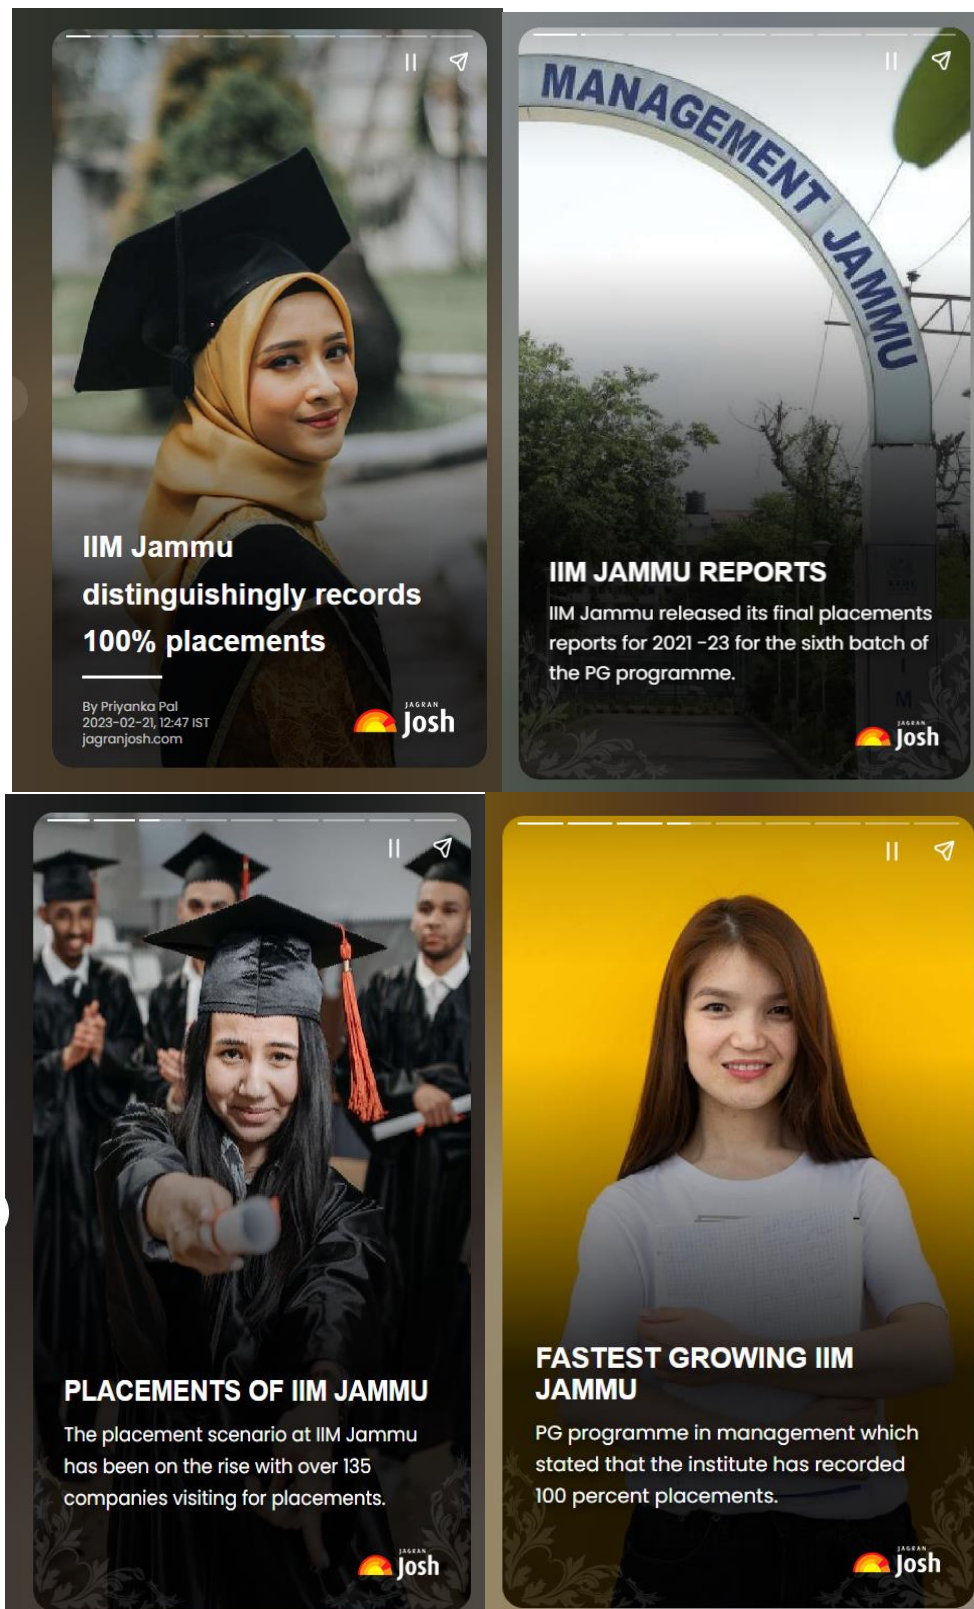 IIM Jammu
distinguishingly records
100% placements
By Priyanka Pal
2023-02-21, 12:47 IST
jagranjosh.com
JAGRAN
Josh
MANAGEMENT JAMMU
IIM JAMMU REPORTS
IIM Jammu released its final placements
reports for 2021 -23 for the sixth batch of
the PG programme.
JAGRAN
Josh
PLACEMENTS OF IIM JAMMU
The placement scenario at IIM Jammu
has been on the rise with over 135
companies visiting for placements.
JAGRAN
Josh
FASTEST GROWING IIM
JAMMU
PG programme in management which
stated that the institute has recorded
100 percent placements.
JAGRAN
Josh